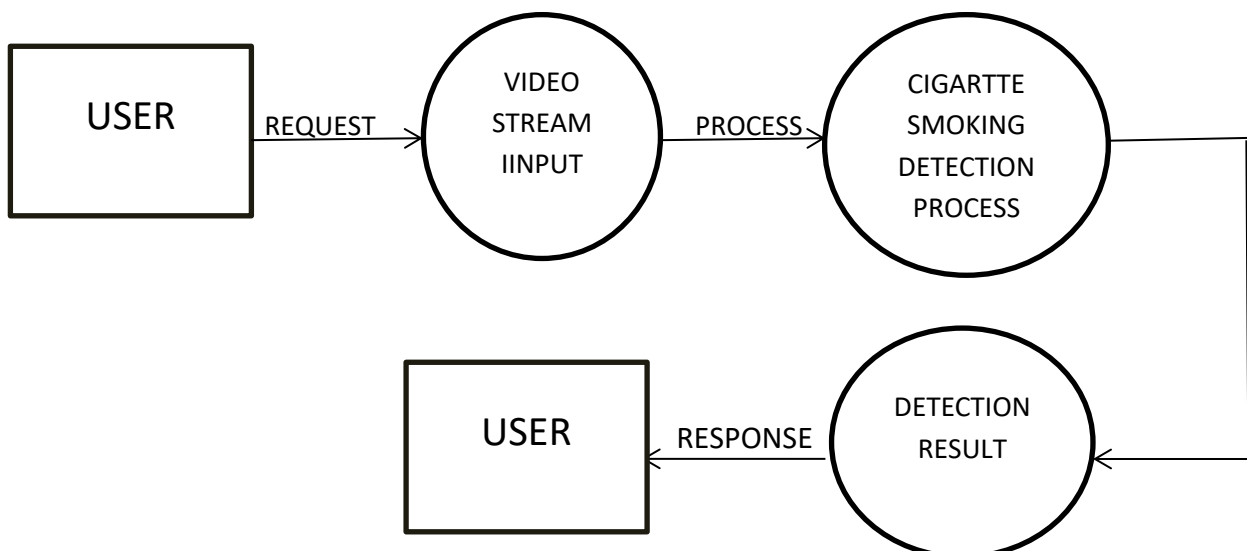 USER
REQUEST
VIDEO
STREAM
IINPUT
PROCESS
CIGARTTE
SMOKING
DETECTION
PROCESS
USER
RESPONSE
DETECTION
RESULT